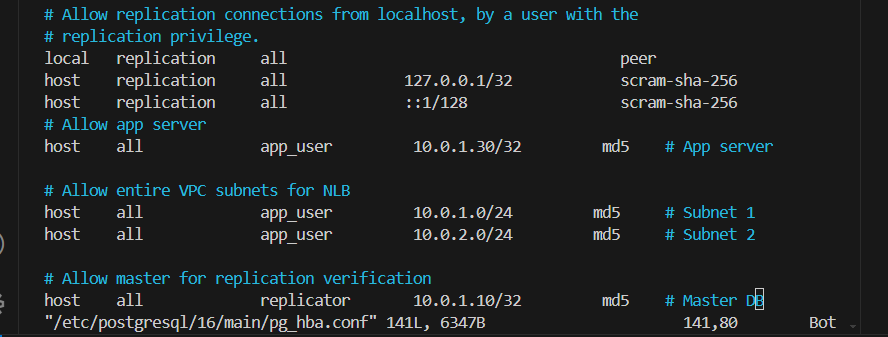 # Allow replication connections from localhost, by a user with the
# replication privilege.
local   replication     all                                     peer
host    replication     all             127.0.0.1/32            scram-sha-256
host    replication     all             ::1/128                 scram-sha-256
# Allow app server
host    all             app_user         10.0.1.30/32         md5    # App server
# Allow entire VPC subnets for NLB
host    all             app_user         10.0.1.0/24         md5     # Subnet 1
host    all             app_user         10.0.2.0/24         md5     # Subnet 2
# Allow master for replication verification
host    all             replicator       10.0.1.10/32         md5    # Master DB
"/etc/postgresql/16/main/pg_hba.conf" 141L, 6347B                      141,80        Bot